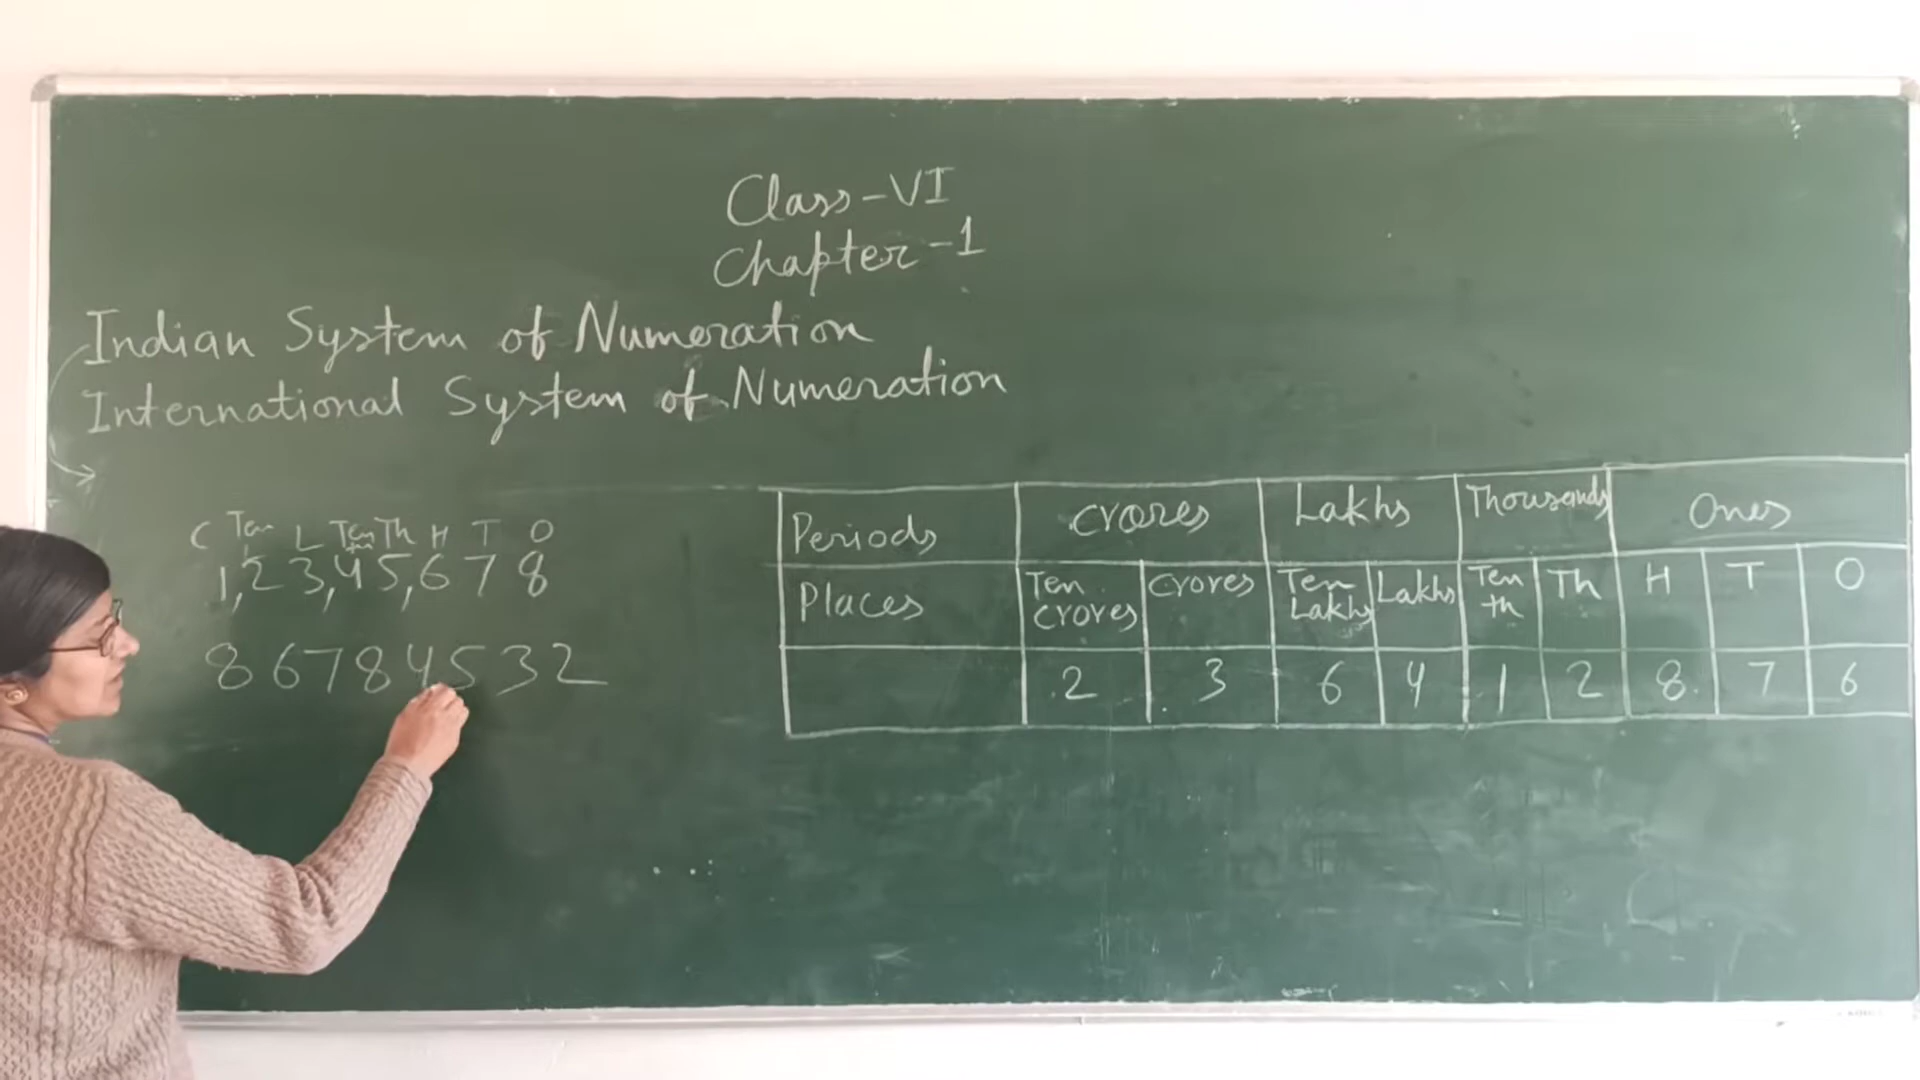 Class-VI
Chapter-1
Indian System of Numeration
International System of Numeration
C Ten L Ten Th H T O
1,23,45,678
86784532
Periods Crores Lakhs Thousands Ones
Places Ten Crores Crores Ten Lakhs Lakhs Ten th Th H T O
2 3 6 4 1 2 8 7 6